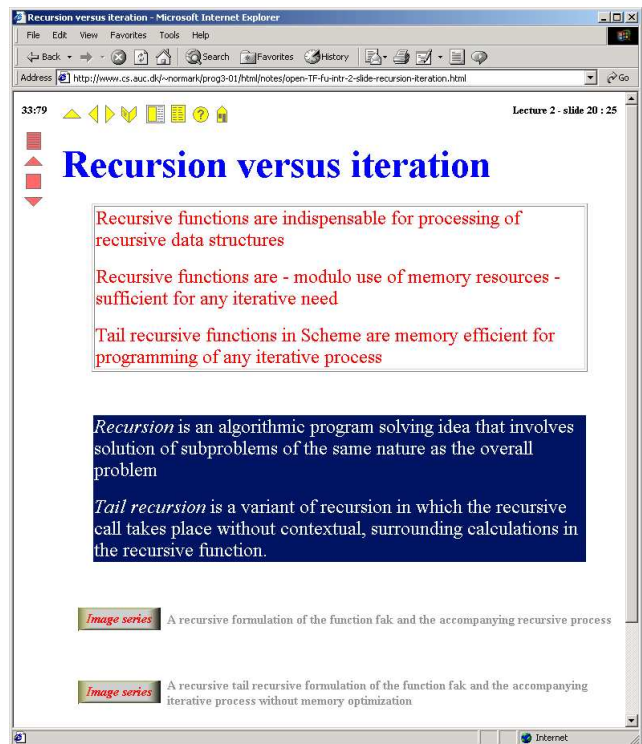 Recursion versus iteration - Microsoft Internet Explorer
File Edit View Favorites Tools Help
Back Search Favorites History
Address http://www.cs.auc.dk/~normark/prog3-01/html/notes/open-TF-fu-intr-2-slide-recursion-iteration.html Go
33:79 Lecture 2 - slide 20 : 25
Recursion versus iteration
Recursive functions are indispensable for processing of
recursive data structures
Recursive functions are - modulo use of memory resources -
sufficient for any iterative need
Tail recursive functions in Scheme are memory efficient for
programming of any iterative process
Recursion is an algorithmic program solving idea that involves
solution of subproblems of the same nature as the overall
problem
Tail recursion is a variant of recursion in which the recursive
call takes place without contextual, surrounding calculations in
the recursive function.
Image series A recursive formulation of the function fak and the accompanying recursive process
Image series A recursive tail recursive formulation of the function fak and the accompanying
iterative process without memory optimization
Internet